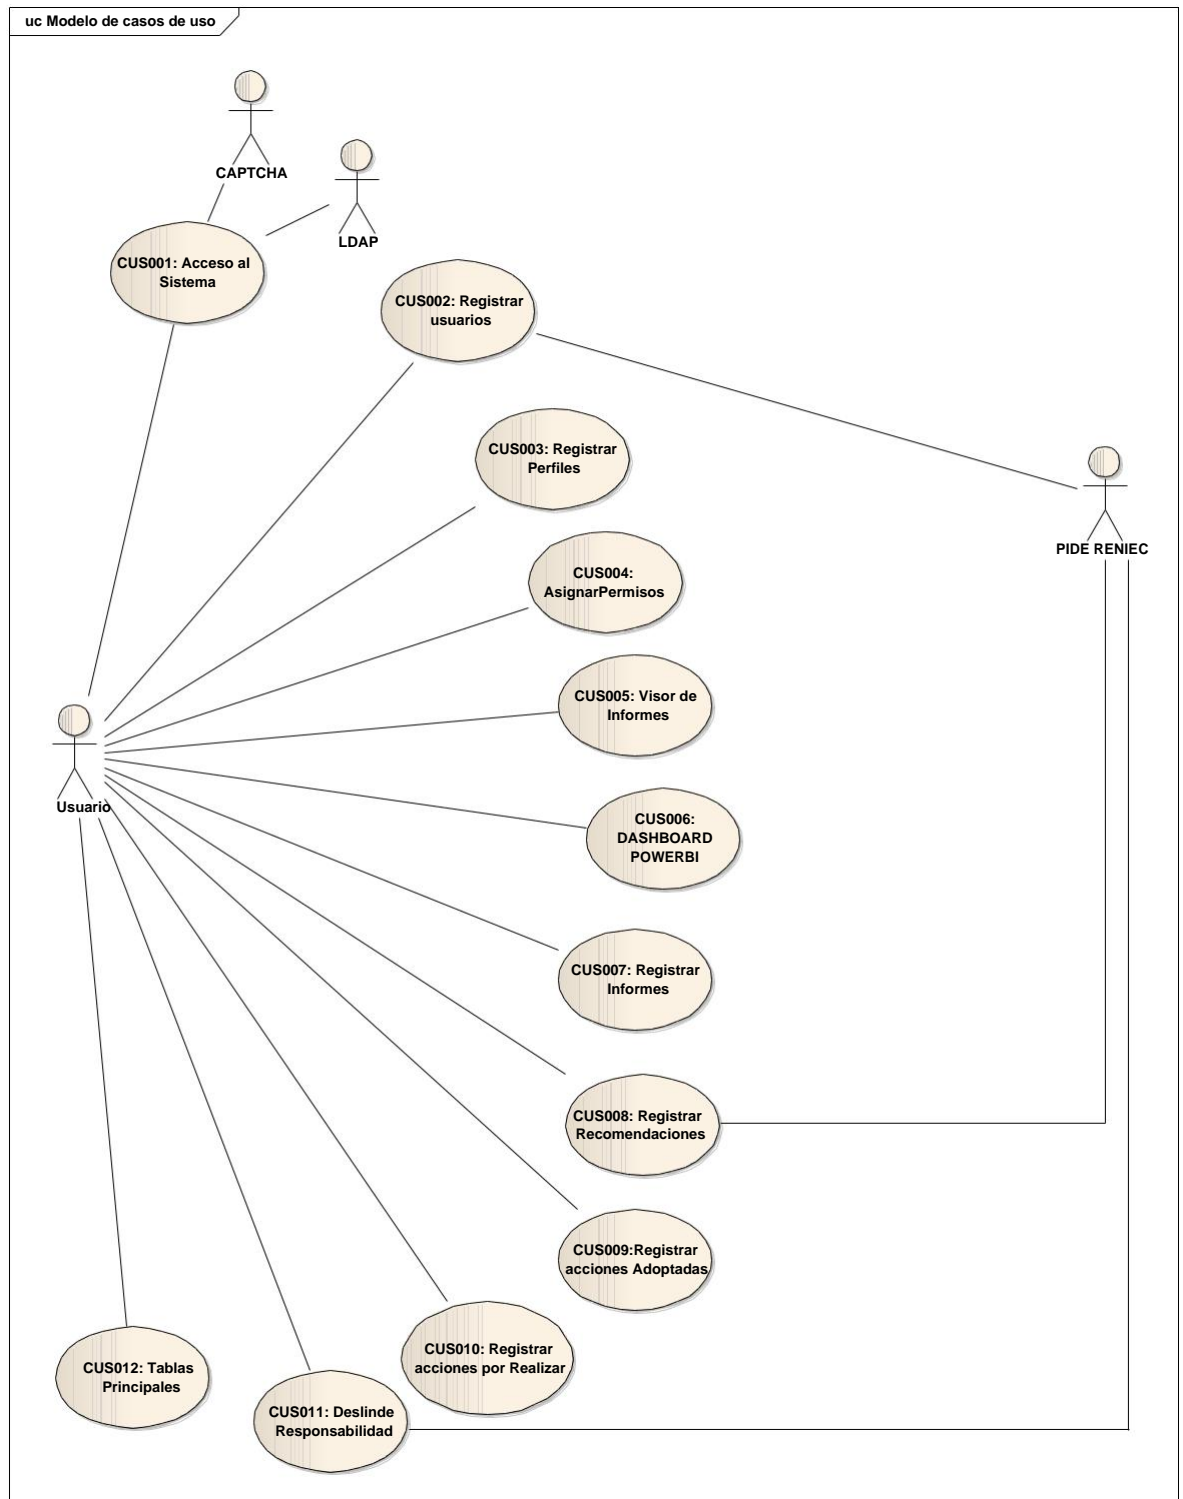 uc Modelo de casos de uso
CAPTCHA
LDAP
CUS001: Acceso al
Sistema
CUS002: Registrar
usuarios
CUS003: Registrar
Perfiles
PIDE RENIEC
CUS004:
AsignarPermisos
CUS005: Visor de
Informes
Usuario
CUS006:
DASHBOARD
POWERBI
CUS007: Registrar
Informes
CUS008: Registrar
Recomendaciones
CUS009:Registrar
acciones Adoptadas
CUS010: Registrar
acciones por Realizar
CUS012: Tablas
Principales
CUS011: Deslinde
Responsabilidad